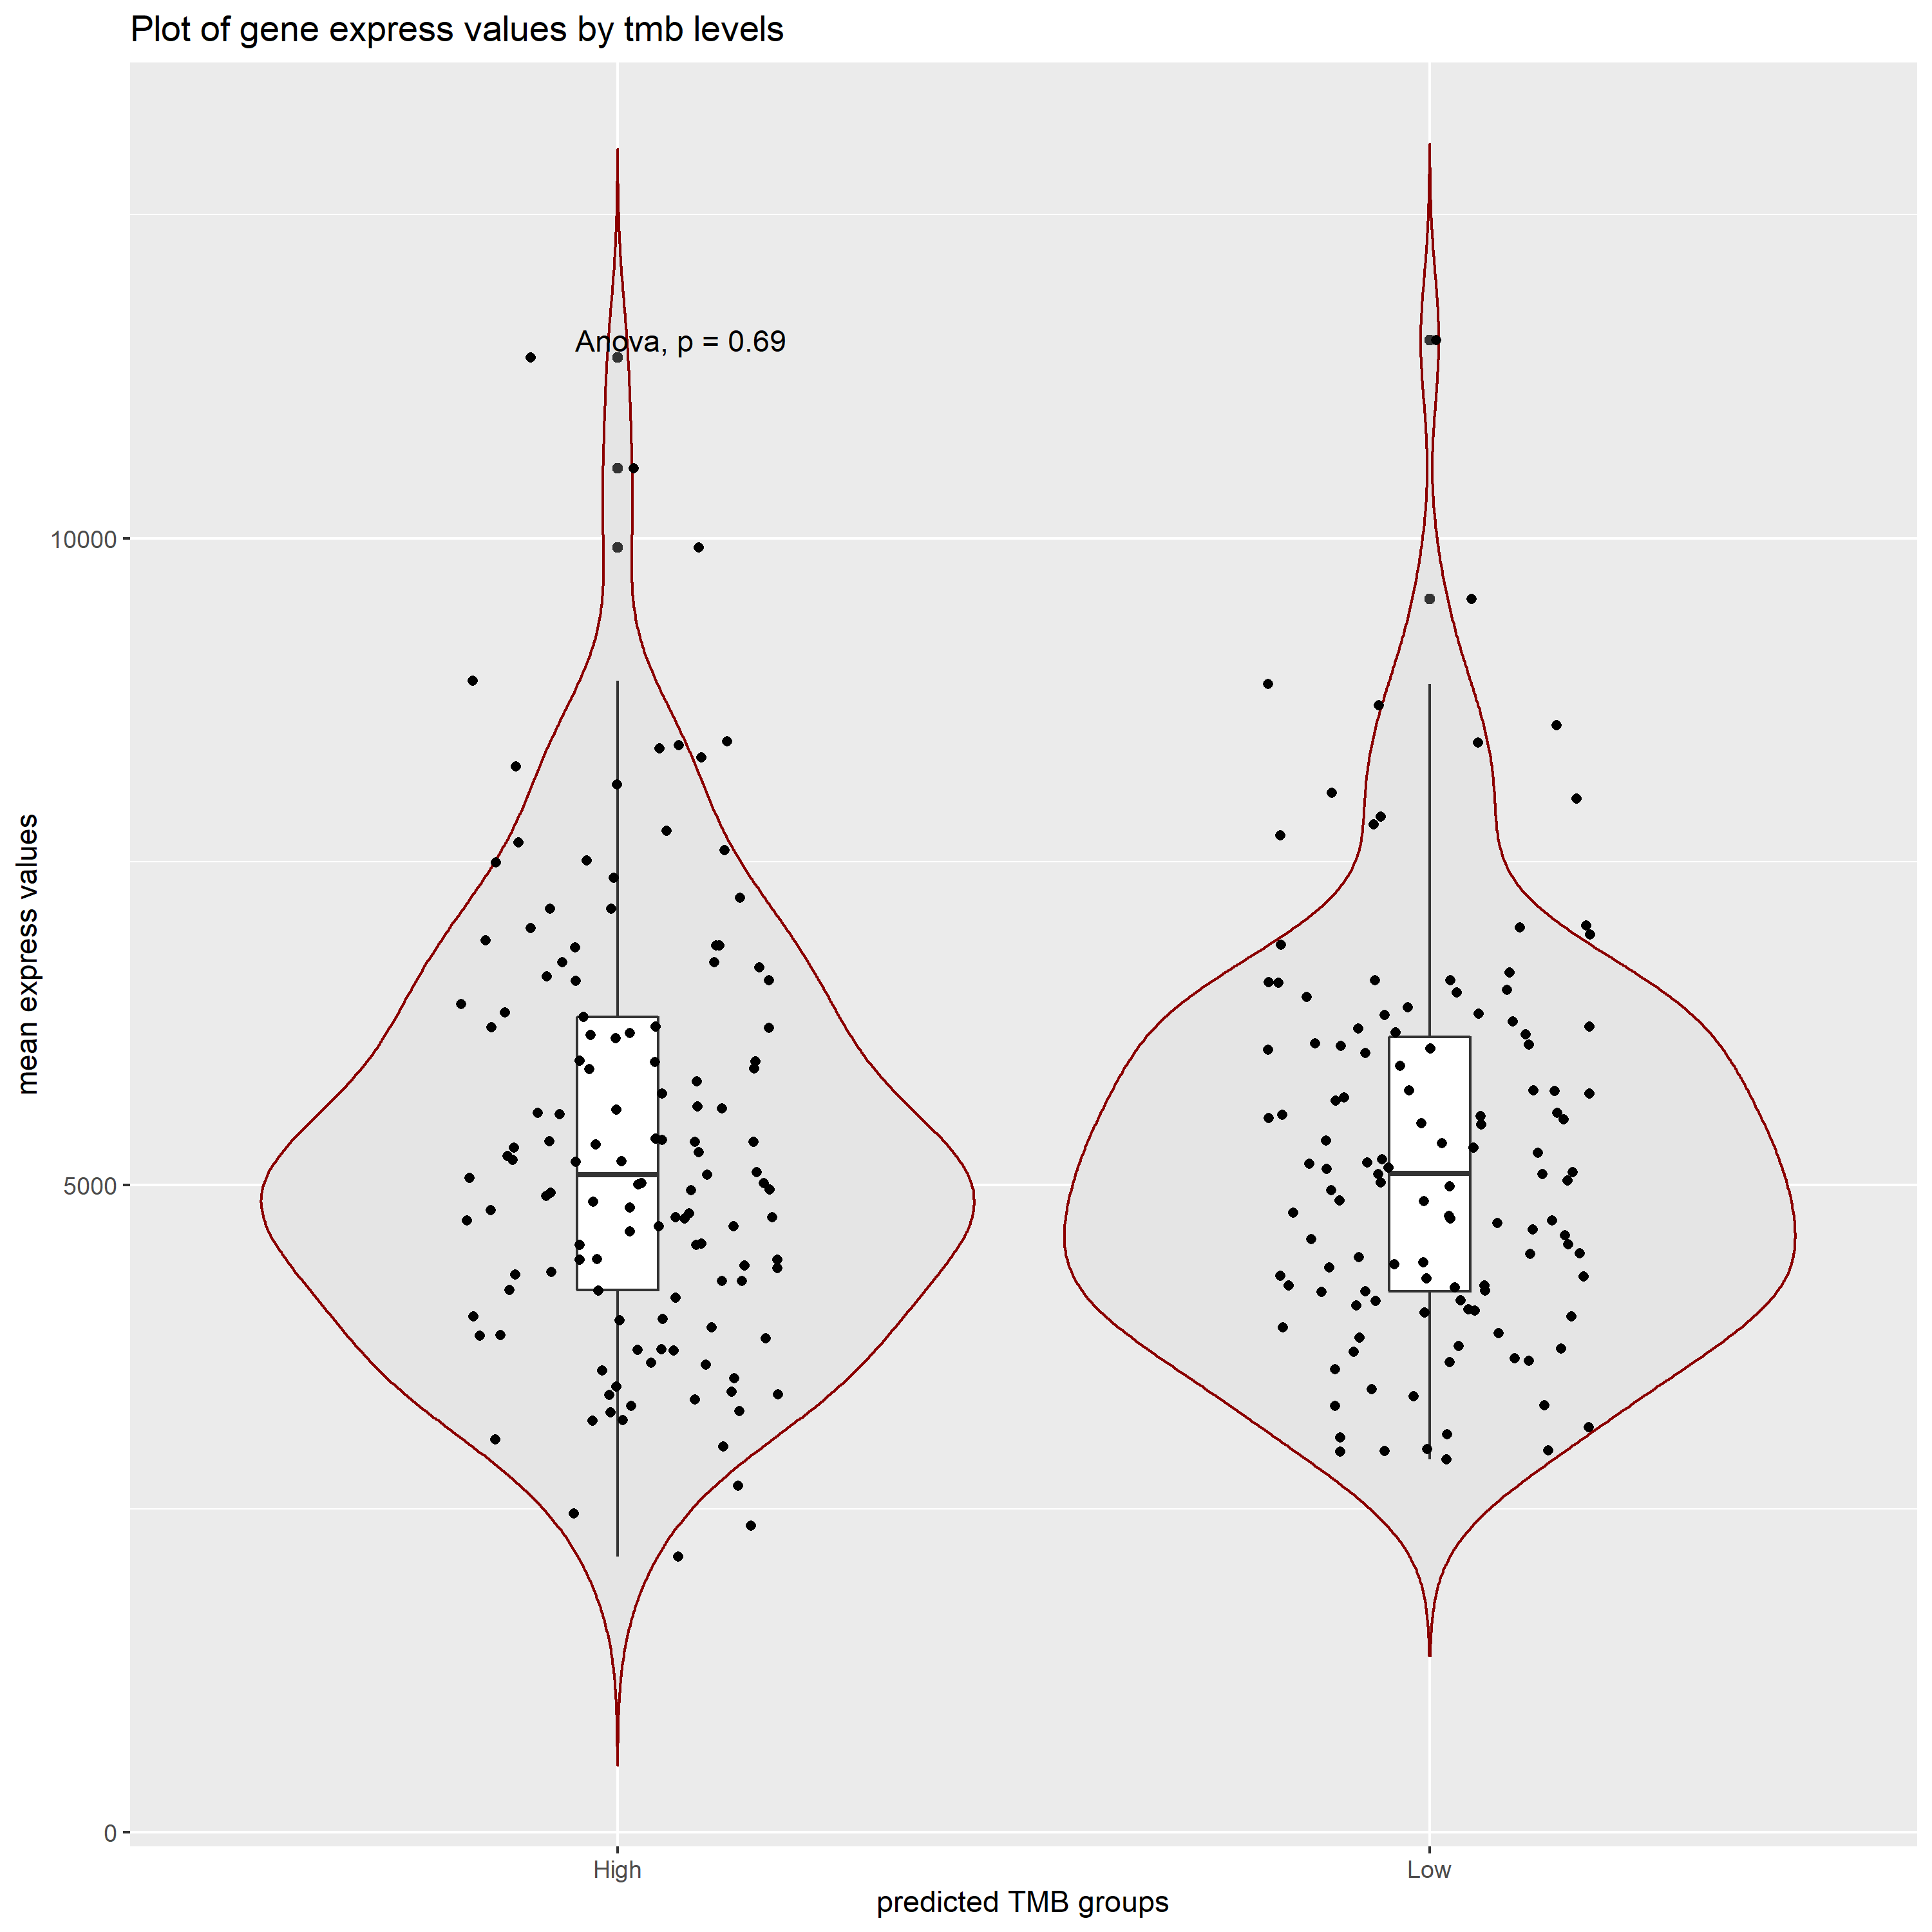 Plot of gene express values by tmb levels
Anova, p = 0.69
10000
5000
0
mean express values
High
Low
predicted TMB groups